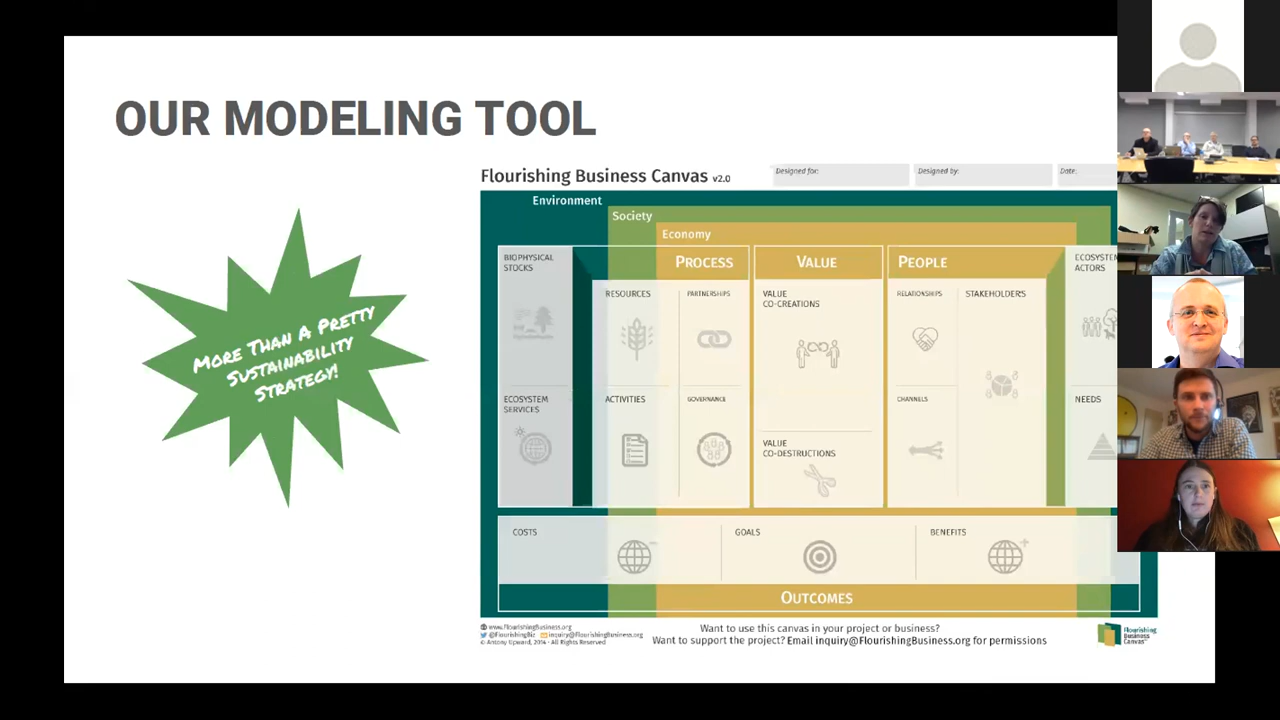 OUR MODELING TOOL
Flourishing Business Canvas v2.0
Designed for:
Designed by:
Date:
Environment
Society
Economy
BIOPHYSICAL
STOCKS
PROCESS
VALUE
PEOPLE
ECOSYSTEM
ACTORS
RESOURCES
PARTNERSHIPS
VALUE
CO-CREATIONS
RELATIONSHIPS
STAKEHOLDERS
MORE THAN A PRETTY
SUSTAINABILITY
STRATEGY!
ECOSYSTEM
SERVICES
ACTIVITIES
GOVERNANCE
CHANNELS
NEEDS
VALUE
CO-DESTRUCTIONS
COSTS
GOALS
BENEFITS
OUTCOMES
www.FlourishingBusiness.org
@FlourishingBiz inquiry@FlourishingBusiness.org
© Antony Upward, 2014 - All Rights Reserved
Want to use this canvas in your project or business?
Want to support the project? Email inquiry@FlourishingBusiness.org for permissions
Flourishing
Business
Canvas